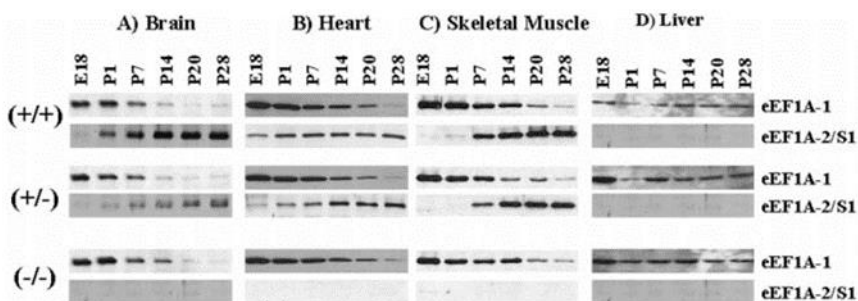 A) Brain B) Heart C) Skeletal Muscle D) Liver
E18 P1 P7 P14 P20 P28 E18 P1 P7 P14 P20 P28 E18 P1 P7 P14 P20 P28 E18 P1 P7 P14 P20 P28
(+/+) eEF1A-1
eEF1A-2/S1
(+/-) eEF1A-1
eEF1A-2/S1
(-/-) eEF1A-1
eEF1A-2/S1